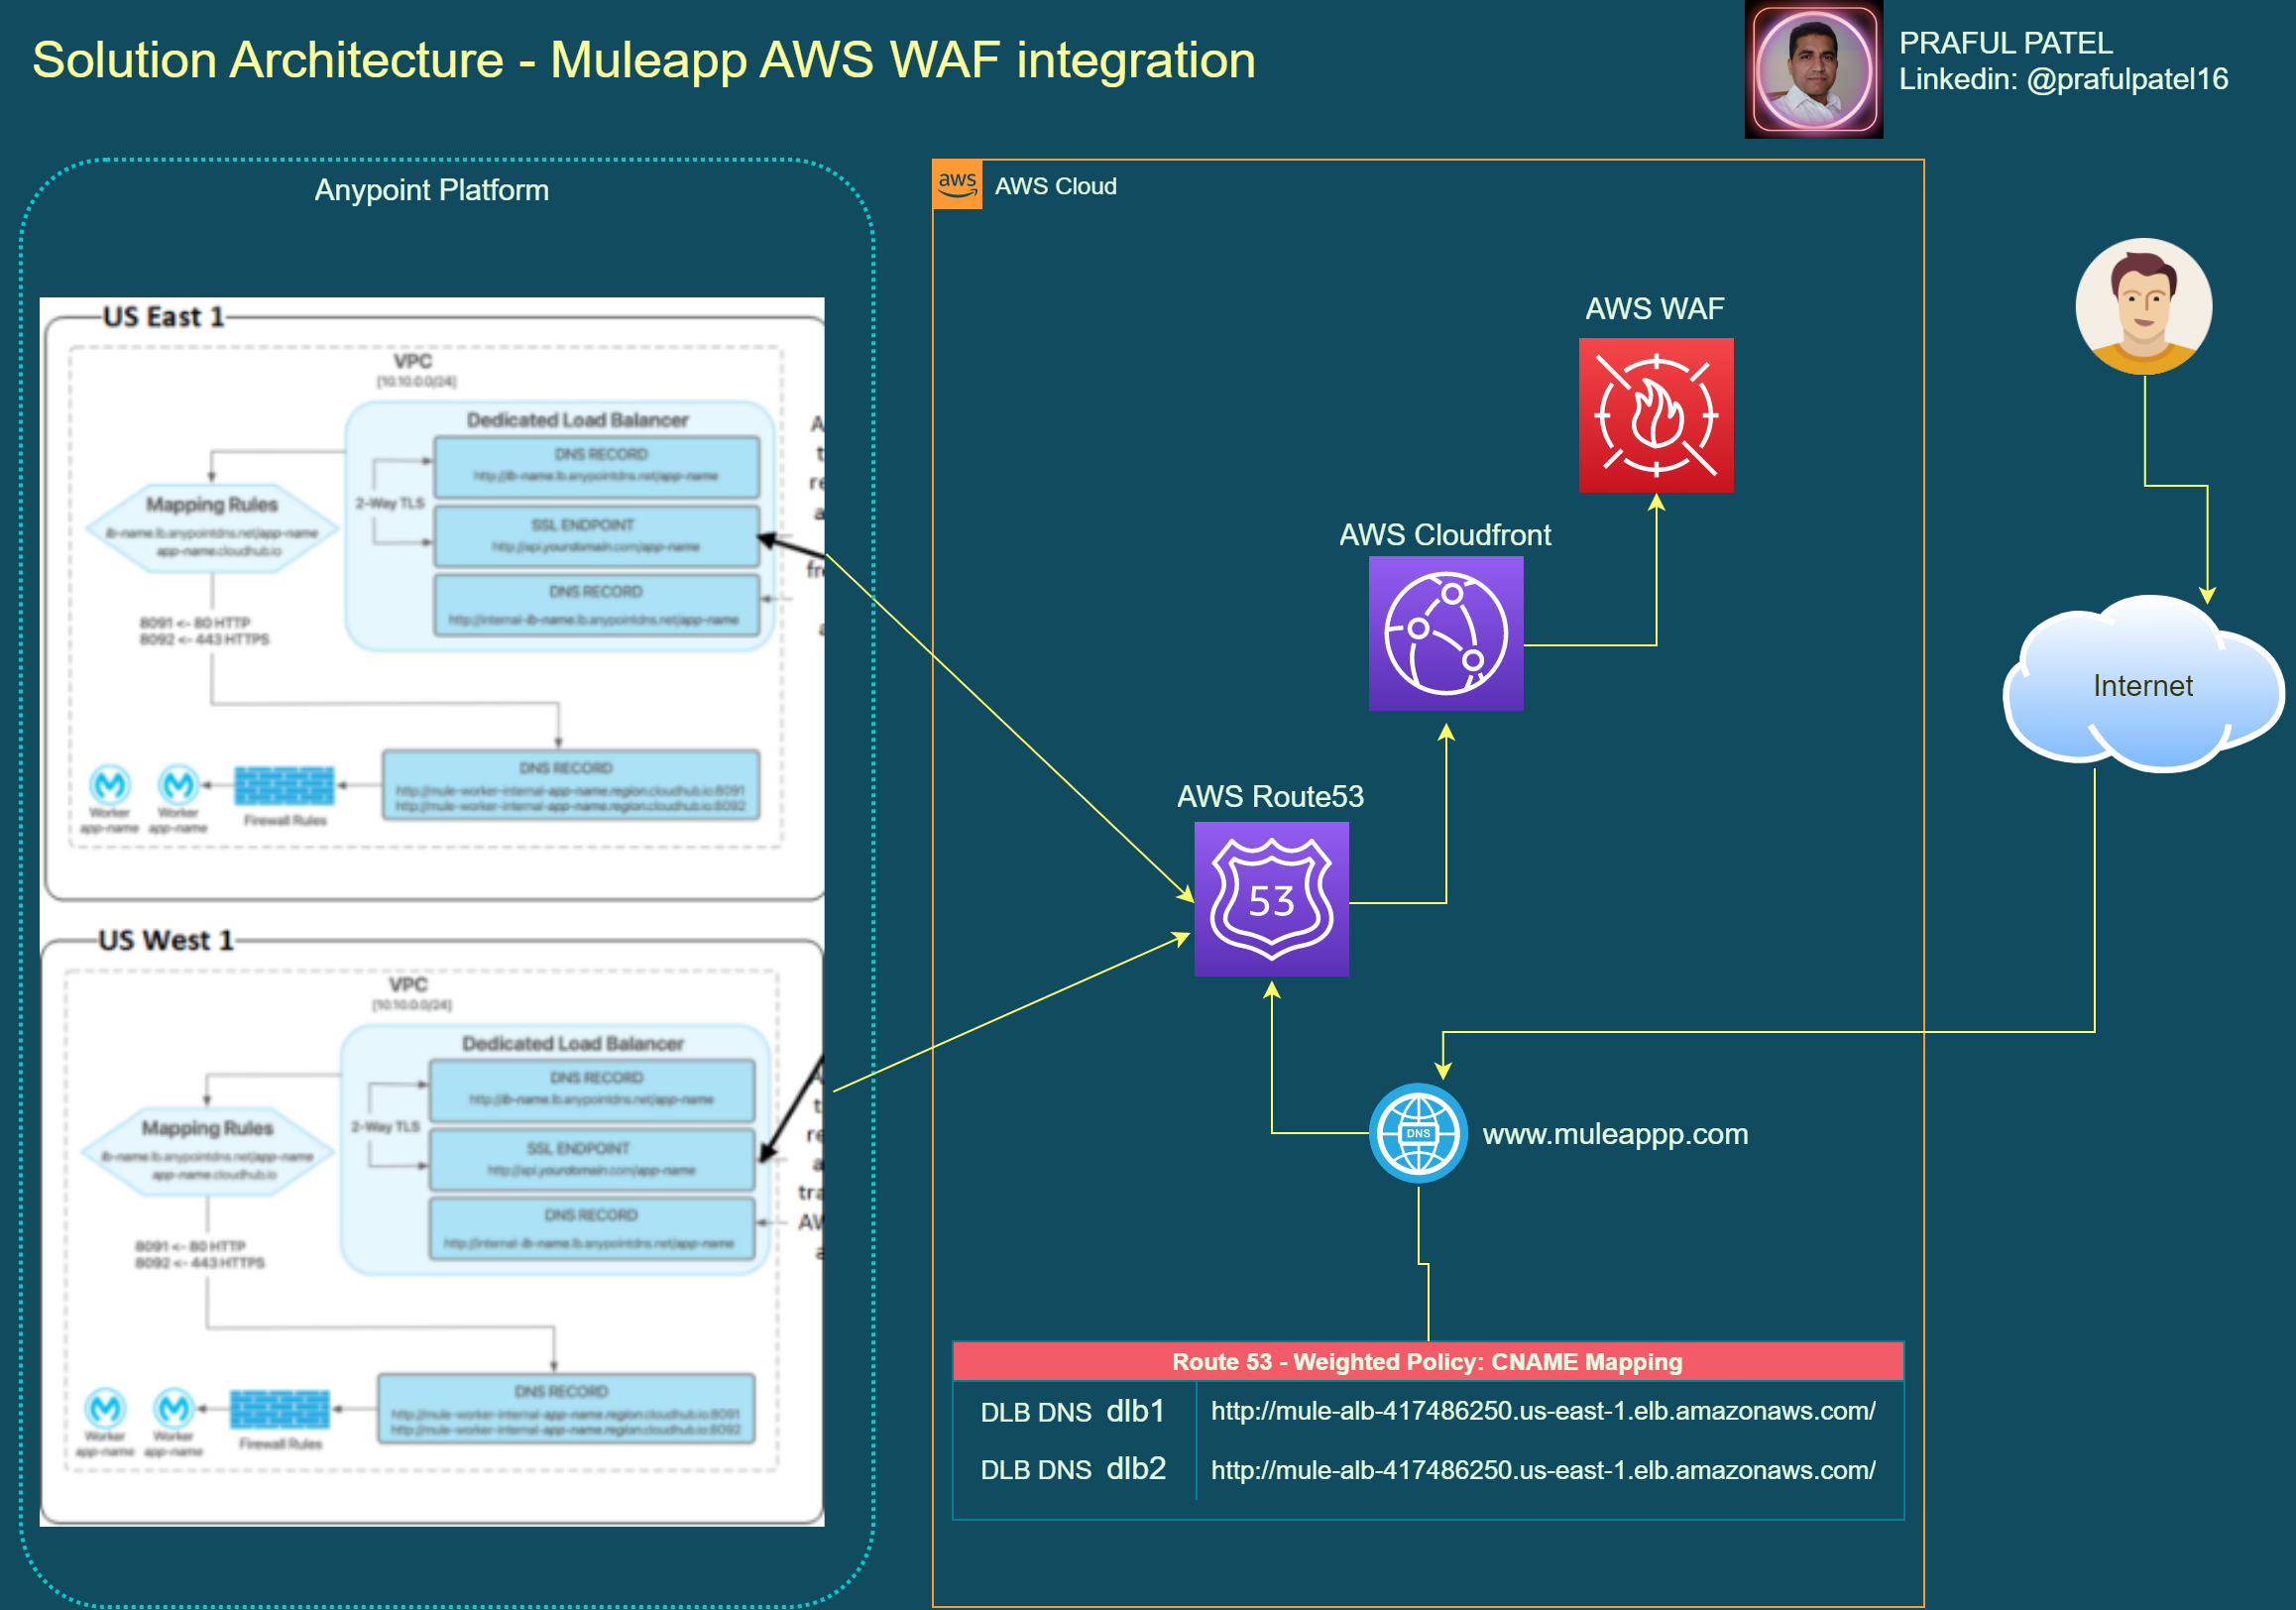 Solution Architecture - Muleapp AWS WAF integration
PRAFUL PATEL
Linkedin: @prafulpatel16
Anypoint Platform
US East 1
VPC
[10.10.0.0/24]
Dedicated Load Balancer
DNS RECORD
http://lb-name.lb.anypointdns.net/app-name
2-Way TLS
SSL ENDPOINT
http://api.yourdomain.com/app-name
DNS RECORD
http://internal-lb-name.lb.anypointdns.net/app-name
Mapping Rules
lb-name.lb.anypointdns.net/app-name
app-name.cloudhub.io
8091 <- 80 HTTP
8092 <- 443 HTTPS
DNS RECORD
http://mule-worker-internal-app-name.region.cloudhub.io:8091
http://mule-worker-internal-app-name.region.cloudhub.io:8092
Worker
app-name
Worker
app-name
Firewall Rules
US West 1
VPC
[10.10.0.0/24]
Dedicated Load Balancer
DNS RECORD
http://lb-name.lb.anypointdns.net/app-name
2-Way TLS
SSL ENDPOINT
http://api.yourdomain.com/app-name
DNS RECORD
http://internal-lb-name.lb.anypointdns.net/app-name
Mapping Rules
lb-name.lb.anypointdns.net/app-name
app-name.cloudhub.io
8091 <- 80 HTTP
8092 <- 443 HTTPS
DNS RECORD
http://mule-worker-internal-app-name.region.cloudhub.io:8091
http://mule-worker-internal-app-name.region.cloudhub.io:8092
Worker
app-name
Worker
app-name
Firewall Rules
aws
AWS Cloud
AWS WAF
AWS Cloudfront
AWS Route53
53
Internet
DNS
www.muleappp.com
Route 53 - Weighted Policy: CNAME Mapping
DLB DNS dlb1 http://mule-alb-417486250.us-east-1.elb.amazonaws.com/
DLB DNS dlb2 http://mule-alb-417486250.us-east-1.elb.amazonaws.com/